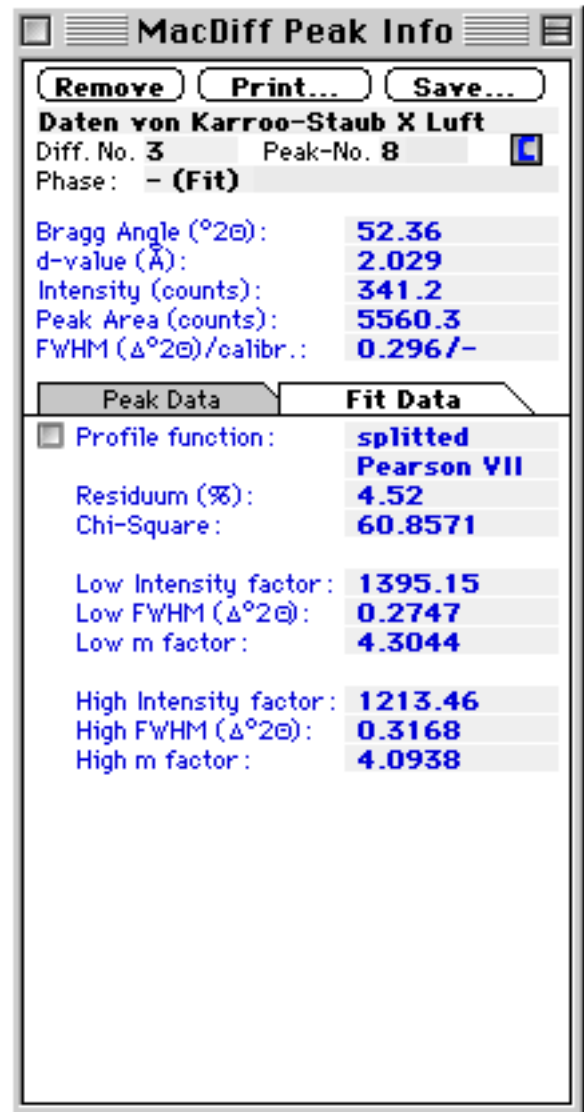 MacDiff Peak Info
Remove Print... Save...
Daten von Karroo-Staub X Luft
Diff. No. 3 Peak-No. 8 C
Phase: - (Fit)
Bragg Angle (°2Θ): 52.36
d-value (Å): 2.029
Intensity (counts): 341.2
Peak Area (counts): 5560.3
FWHM (Δ°2Θ)/calibr.: 0.296/-
Peak Data Fit Data
Profile function: splitted
Pearson VII
Residuum (%): 4.52
Chi-Square: 60.8571
Low Intensity factor: 1395.15
Low FWHM (Δ°2Θ): 0.2747
Low m factor: 4.3044
High Intensity factor: 1213.46
High FWHM (Δ°2Θ): 0.3168
High m factor: 4.0938